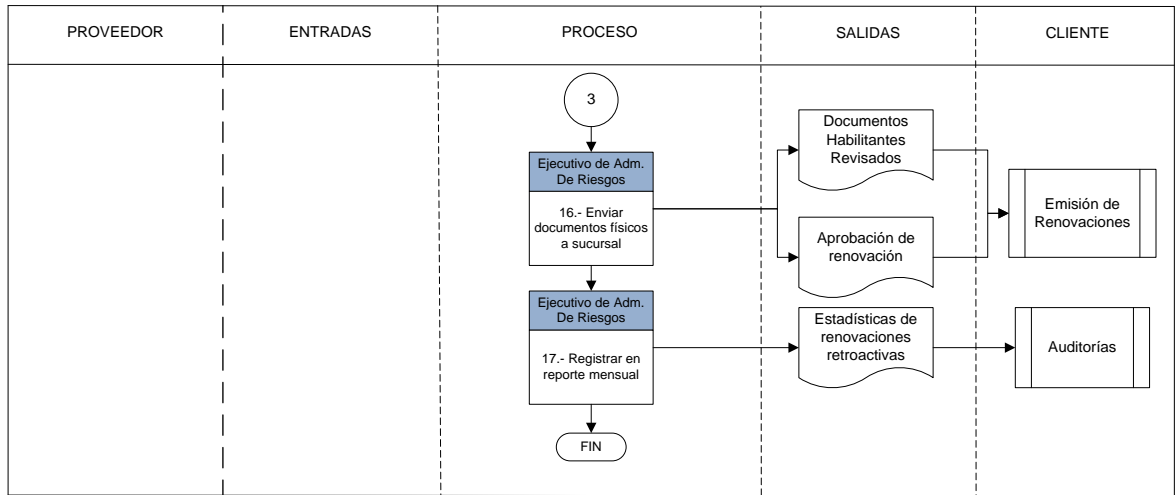 PROVEEDOR
ENTRADAS
PROCESO
SALIDAS
CLIENTE
3
Ejecutivo de Adm.
De Riesgos
16.- Enviar
documentos físicos
a sucursal
Documentos
Habilitantes
Revisados
Aprobación de
renovación
Emisión de
Renovaciones
Ejecutivo de Adm.
De Riesgos
17.- Registrar en
reporte mensual
Estadísticas de
renovaciones
retroactivas
Auditorías
FIN